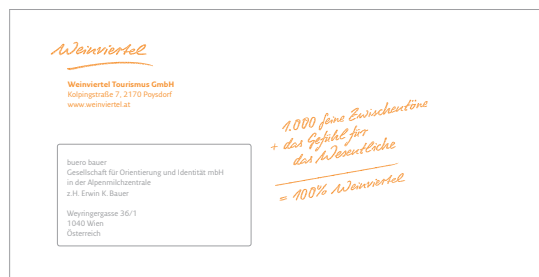 Weinviertel
Weinviertel Tourismus GmbH
Kolpingstraße 7, 2170 Poysdorf
www.weinviertel.at
1.000 feine Zwischentöne
+ das Gefühl für
das Wesentliche
= 100% Weinviertel
buero bauer
Gesellschaft für Orientierung und Identität mbH
in der Alpenmilchzentrale
z.H. Erwin K. Bauer
Weyringergasse 36/1
1040 Wien
Österreich